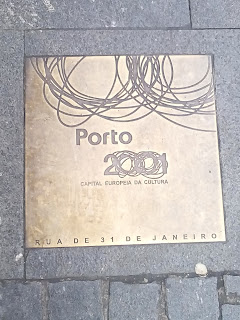 Porto
2001
CAPITAL EUROPEIA DA CULTURA
RUA DE 31 DE JANEIRO